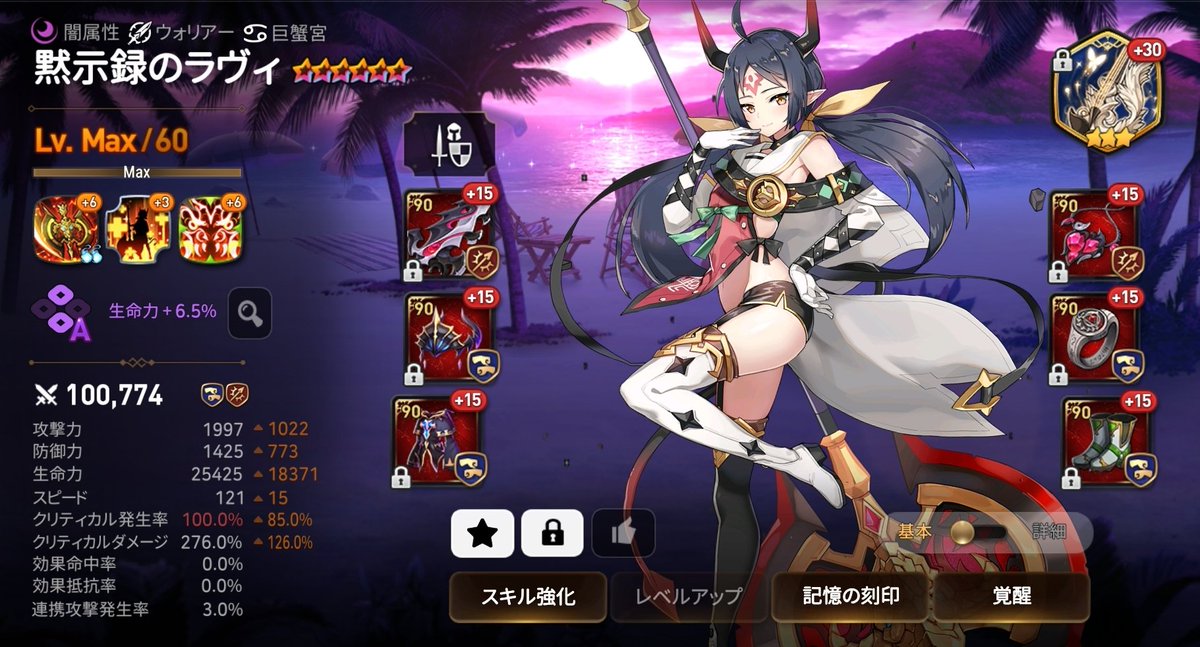 闇属性 ウォリアー 巨蟹宮
黙示録のラヴィ
+30
Lv. Max/60
Max
+6 +3 +6
A 生命力+6.5%
100,774
攻撃力 1997 1022
防御力 1425 773
生命力 25425 18371
スピード 121 15
クリティカル発生率 100.0% 85.0%
クリティカルダメージ 276.0% 126.0%
効果命中率 0.0%
効果抵抗率 0.0%
連携攻撃発生率 3.0%
90 +15
90 +15
90 +15
90 +15
90 +15
90 +15
基本 詳細
スキル強化 レベルアップ 記憶の刻印 覚醒